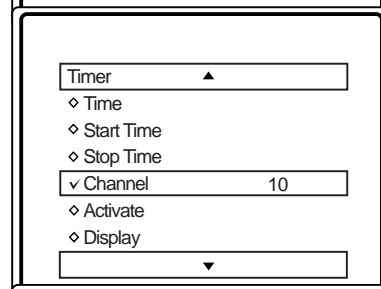 Timer ▲
◇ Time
◇ Start Time
◇ Stop Time
✓ Channel 10
◇ Activate
◇ Display
▼